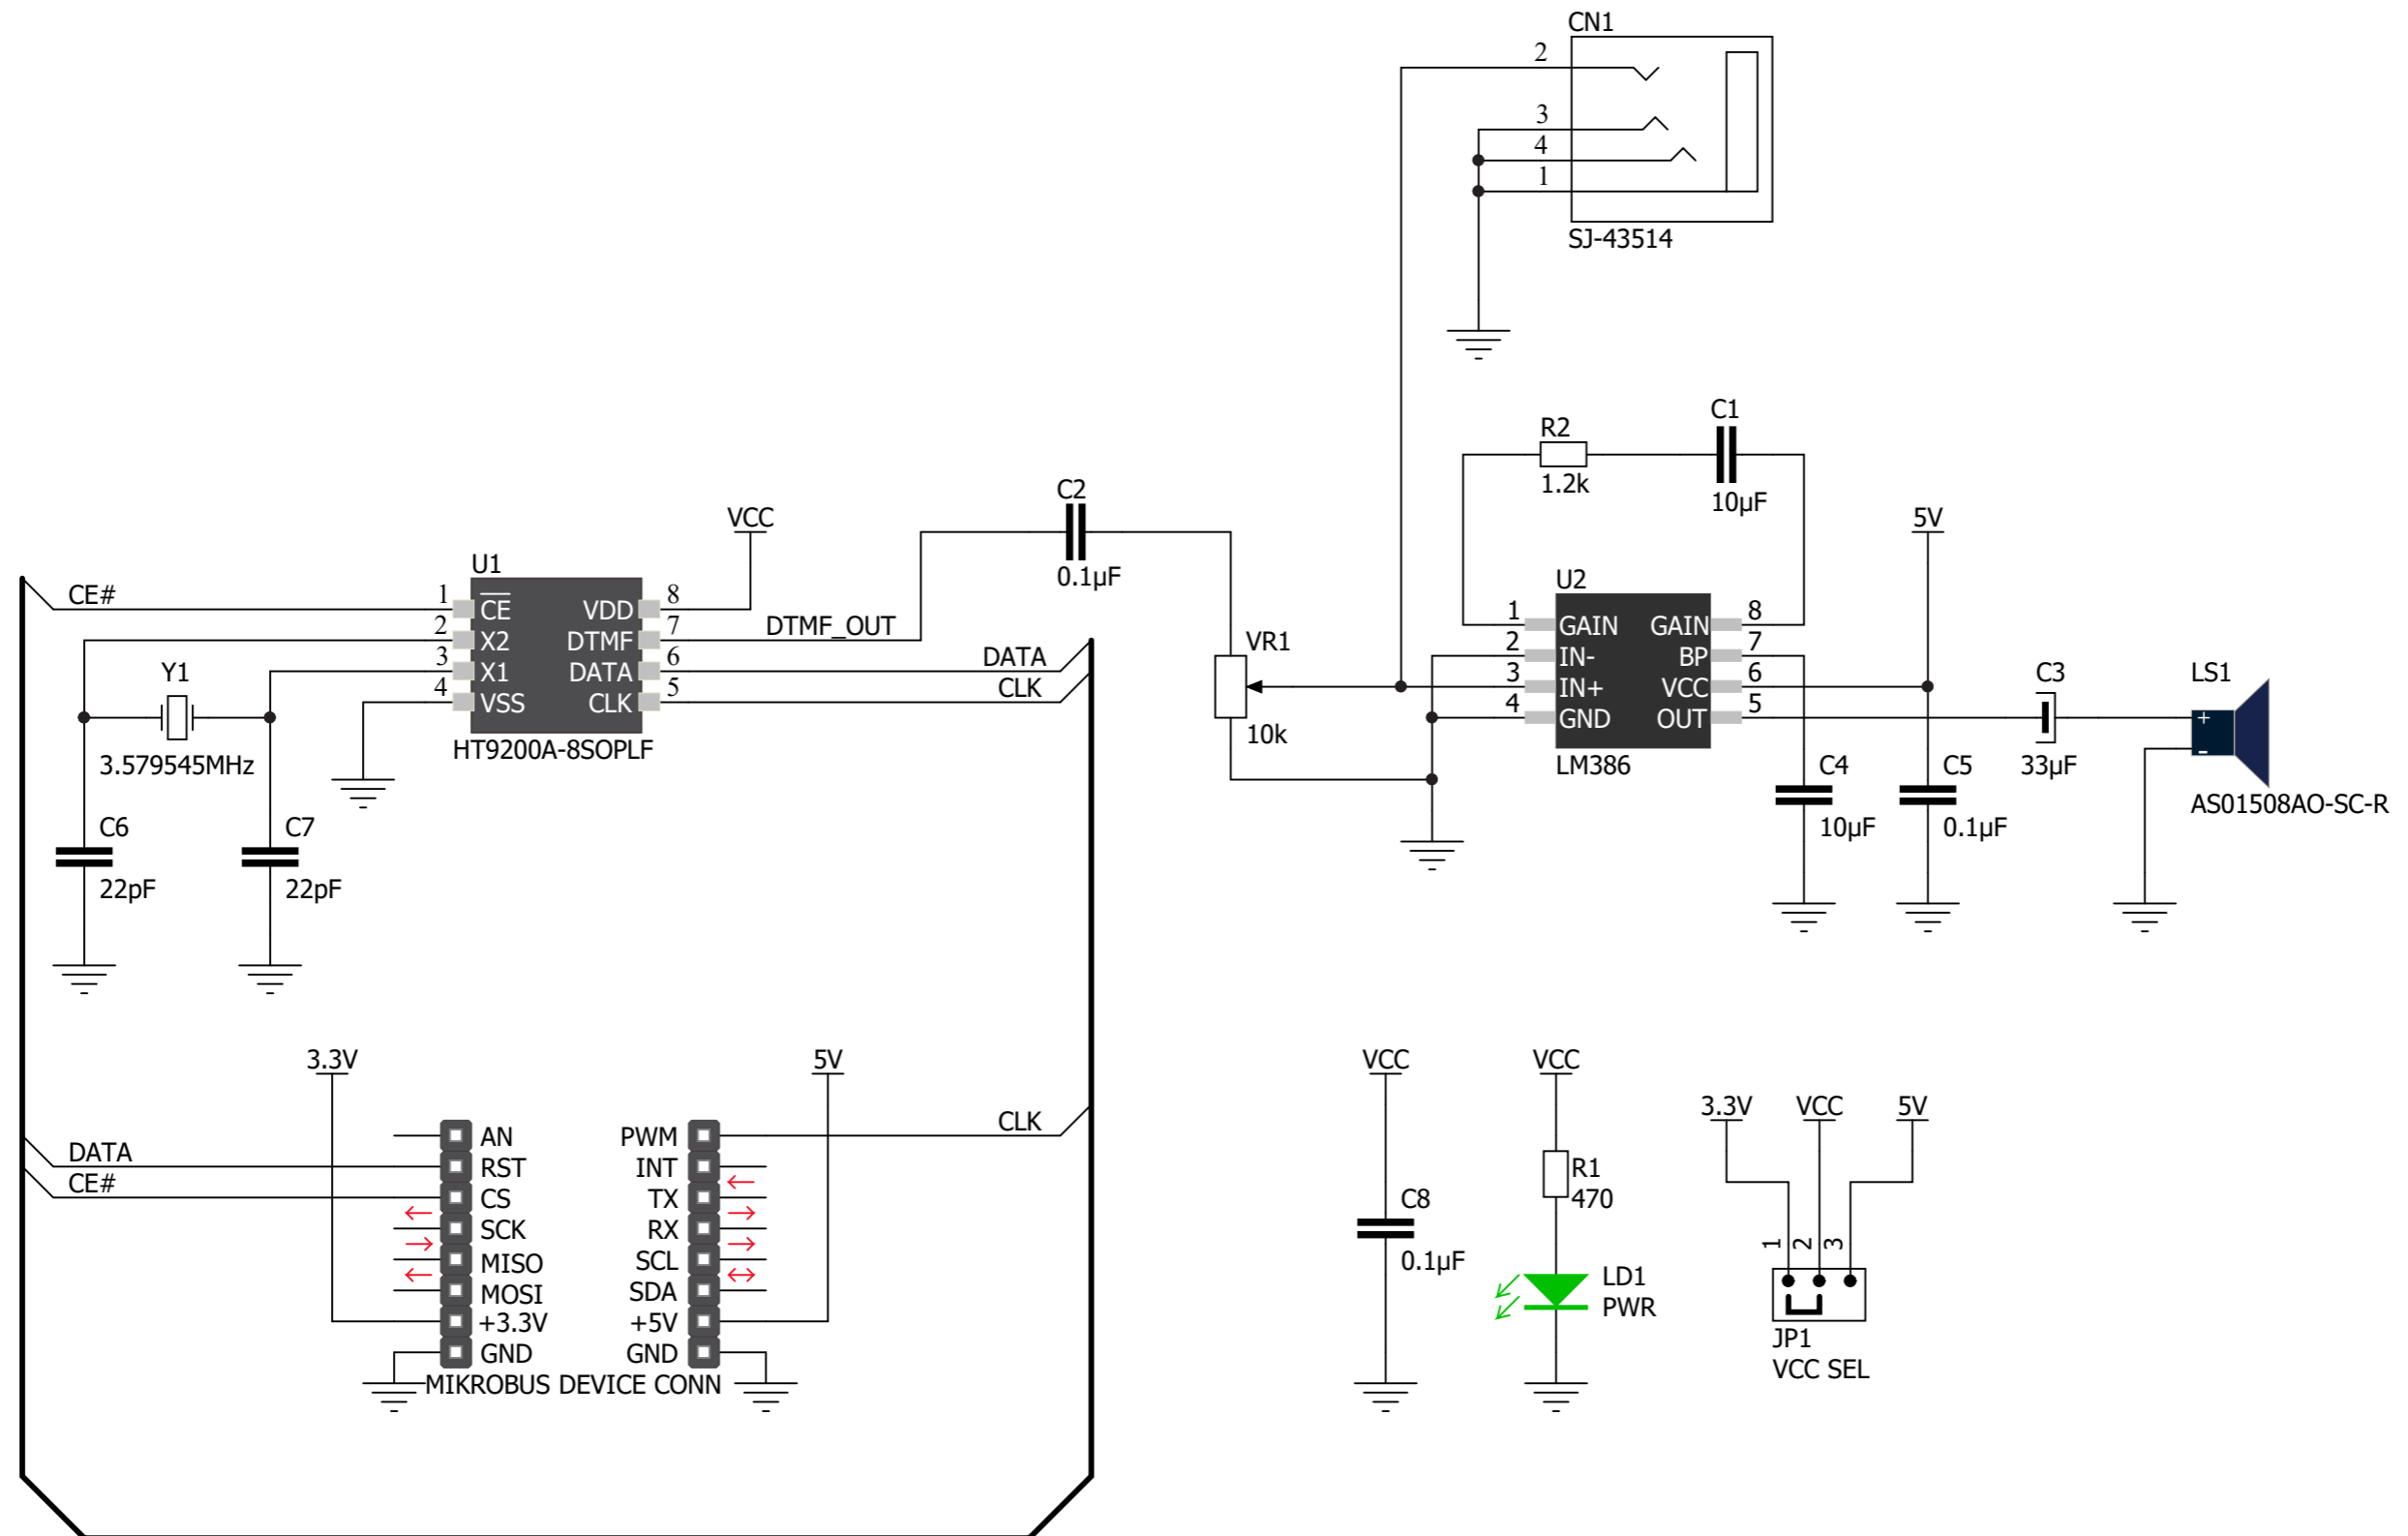 CN1
2
3
4
1
SJ-43514
R2
1.2k
C1
10µF
C2
0.1µF
VCC
U1
CE#
1
2
3
4
CE
X2
X1
VSS
VDD
DTMF
DATA
CLK
8
7
6
5
DTMF_OUT
DATA
CLK
HT9200A-8SOPLF
Y1
3.579545MHz
C6
22pF
C7
22pF
VR1
10k
U2
1
2
3
4
GAIN
IN-
IN+
GND
GAIN
BP
VCC
OUT
8
7
6
5
LM386
5V
C4
10µF
C5
0.1µF
C3
33µF
LS1
+
-
AS01508AO-SC-R
3.3V
5V
DATA
CE#
CLK
AN
RST
CS
SCK
MISO
MOSI
+3.3V
GND
PWM
INT
TX
RX
SCL
SDA
+5V
GND
MIKROBUS DEVICE CONN
VCC
C8
0.1µF
VCC
R1
470
LD1
PWR
3.3V
VCC
5V
1
2
3
JP1
VCC SEL